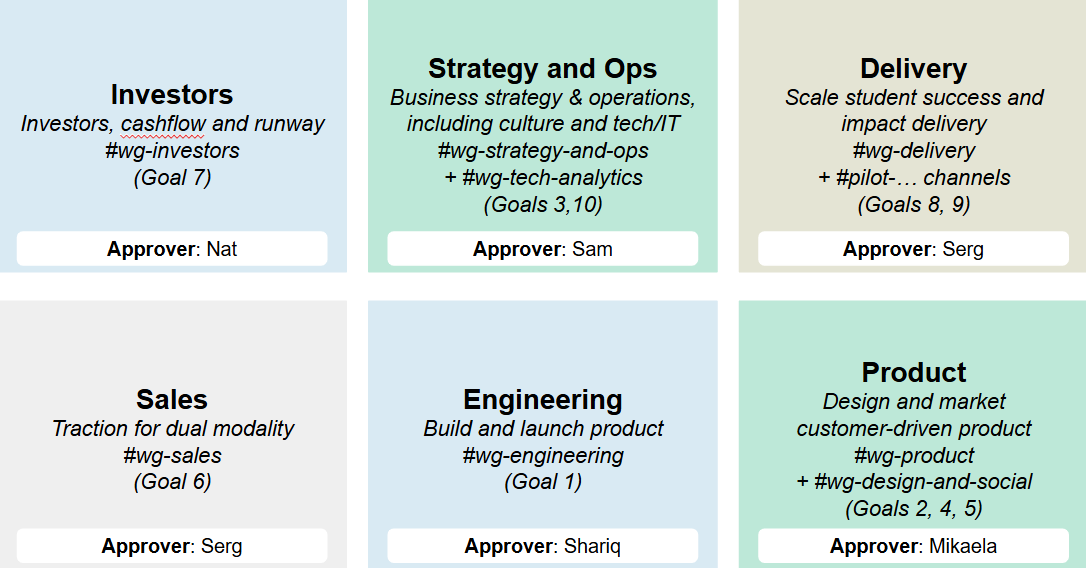 Investors
Investors, cashflow and runway
#wg-investors
(Goal 7)
Approver: Nat
Strategy and Ops
Business strategy & operations,
including culture and tech/IT
#wg-strategy-and-ops
+ #wg-tech-analytics
(Goals 3,10)
Approver: Sam
Delivery
Scale student success and
impact delivery
#wg-delivery
+ #pilot-… channels
(Goals 8, 9)
Approver: Serg
Sales
Traction for dual modality
#wg-sales
(Goal 6)
Approver: Serg
Engineering
Build and launch product
#wg-engineering
(Goal 1)
Approver: Shariq
Product
Design and market
customer-driven product
#wg-product
+ #wg-design-and-social
(Goals 2, 4, 5)
Approver: Mikaela